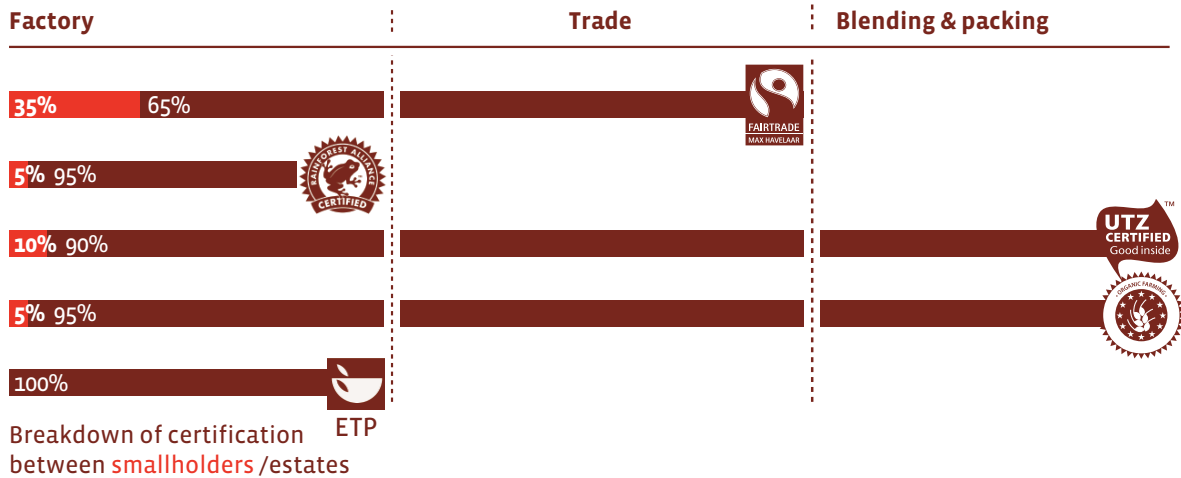 Factory
Trade
Blending & packing
35% 65%
FAIRTRADE
MAX HAVELAAR
5% 95%
RAINFOREST ALLIANCE
CERTIFIED
10% 90%
UTZ TM
CERTIFIED
Good inside
5% 95%
ORGANIC FARMING
100%
ETP
Breakdown of certification
between smallholders /estates